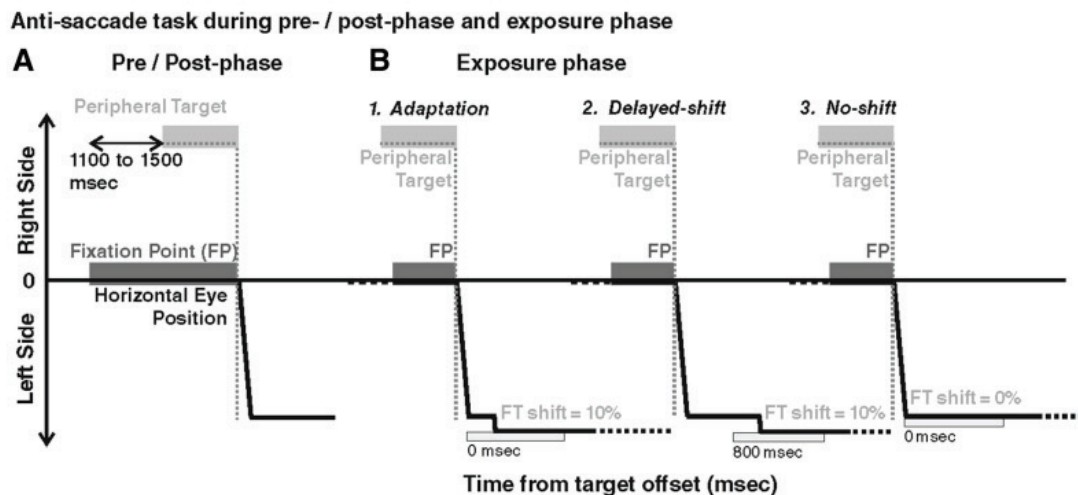 Anti-saccade task during pre- / post-phase and exposure phase
A Pre / Post-phase
B Exposure phase
Peripheral Target
1100 to 1500
msec
Fixation Point (FP)
Horizontal Eye
Position
1. Adaptation
Peripheral
Target
FP
FT shift = 10%
0 msec
2. Delayed-shift
Peripheral
Target
FP
FT shift = 10%
800 msec
3. No-shift
Peripheral
Target
FP
FT shift = 0%
0 msec
Right Side
0
Left Side
Time from target offset (msec)